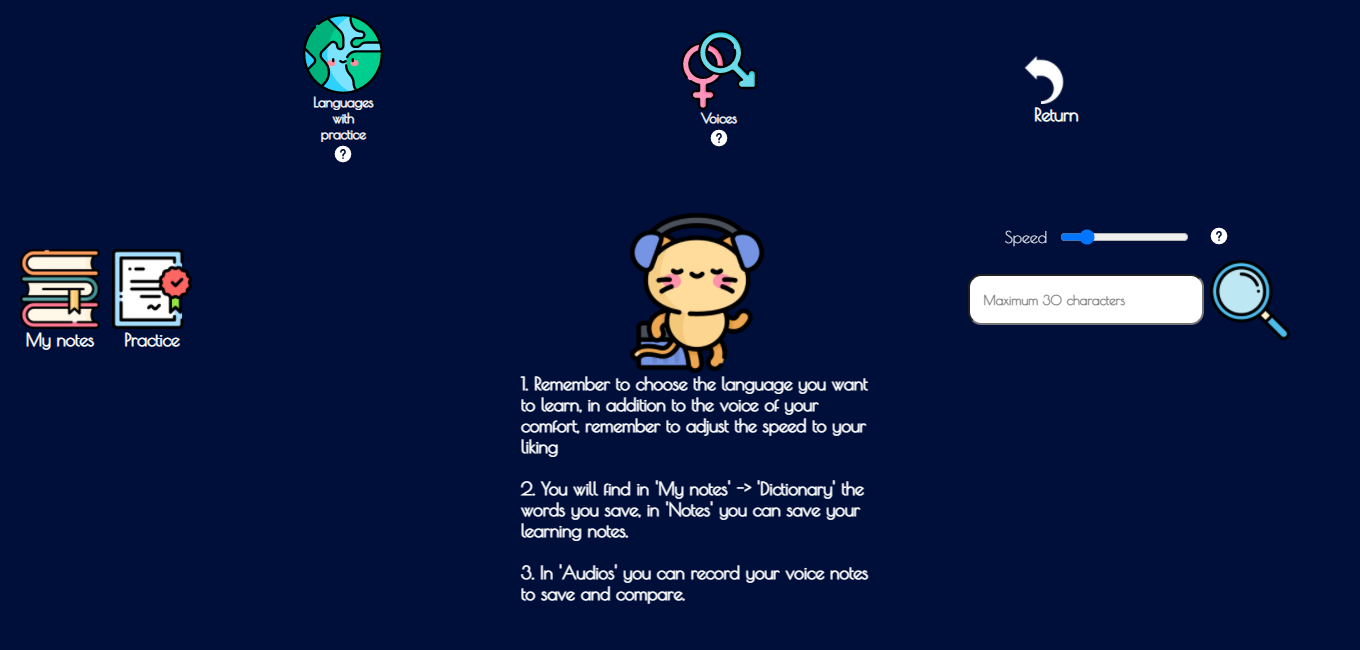 Languages
with
practice
?
Voices
?
Return
Speed
?
Maximum 30 characters
My notes
Practice
1. Remember to choose the language you want
to learn, in addition to the voice of your
comfort, remember to adjust the speed to your
liking
2. You will find in 'My notes' -> 'Dictionary' the
words you save, in 'Notes' you can save your
learning notes.
3. In 'Audios' you can record your voice notes
to save and compare.